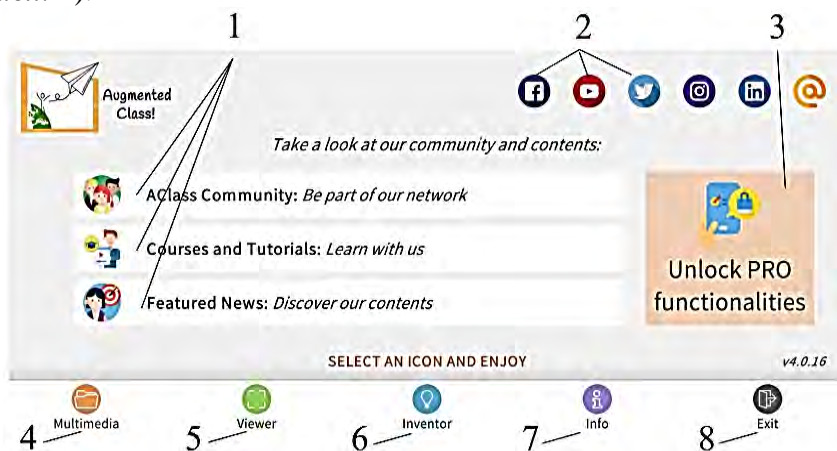 1 2 3
Augmented
Class!
Take a look at our community and contents:
AClass Community: Be part of our network
Courses and Tutorials: Learn with us
Featured News: Discover our contents
Unlock PRO
functionalities
SELECT AN ICON AND ENJOY
v4.0.16
Multimedia Viewer Inventor Info Exit
4 5 6 7 8